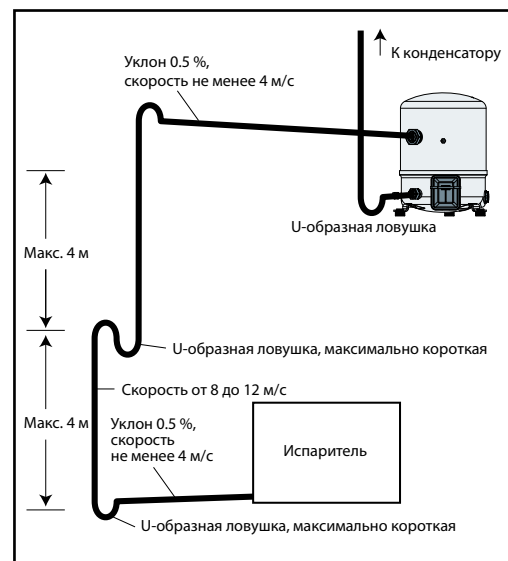 Уклон 0.5 %,
скорость не менее 4 м/с
К конденсатору
U-образная ловушка
Макс. 4 м
U-образная ловушка, максимально короткая
Скорость от 8 до 12 м/с
Макс. 4 м
Уклон 0.5 %,
скорость
не менее 4 м/с
Испаритель
U-образная ловушка, максимально короткая